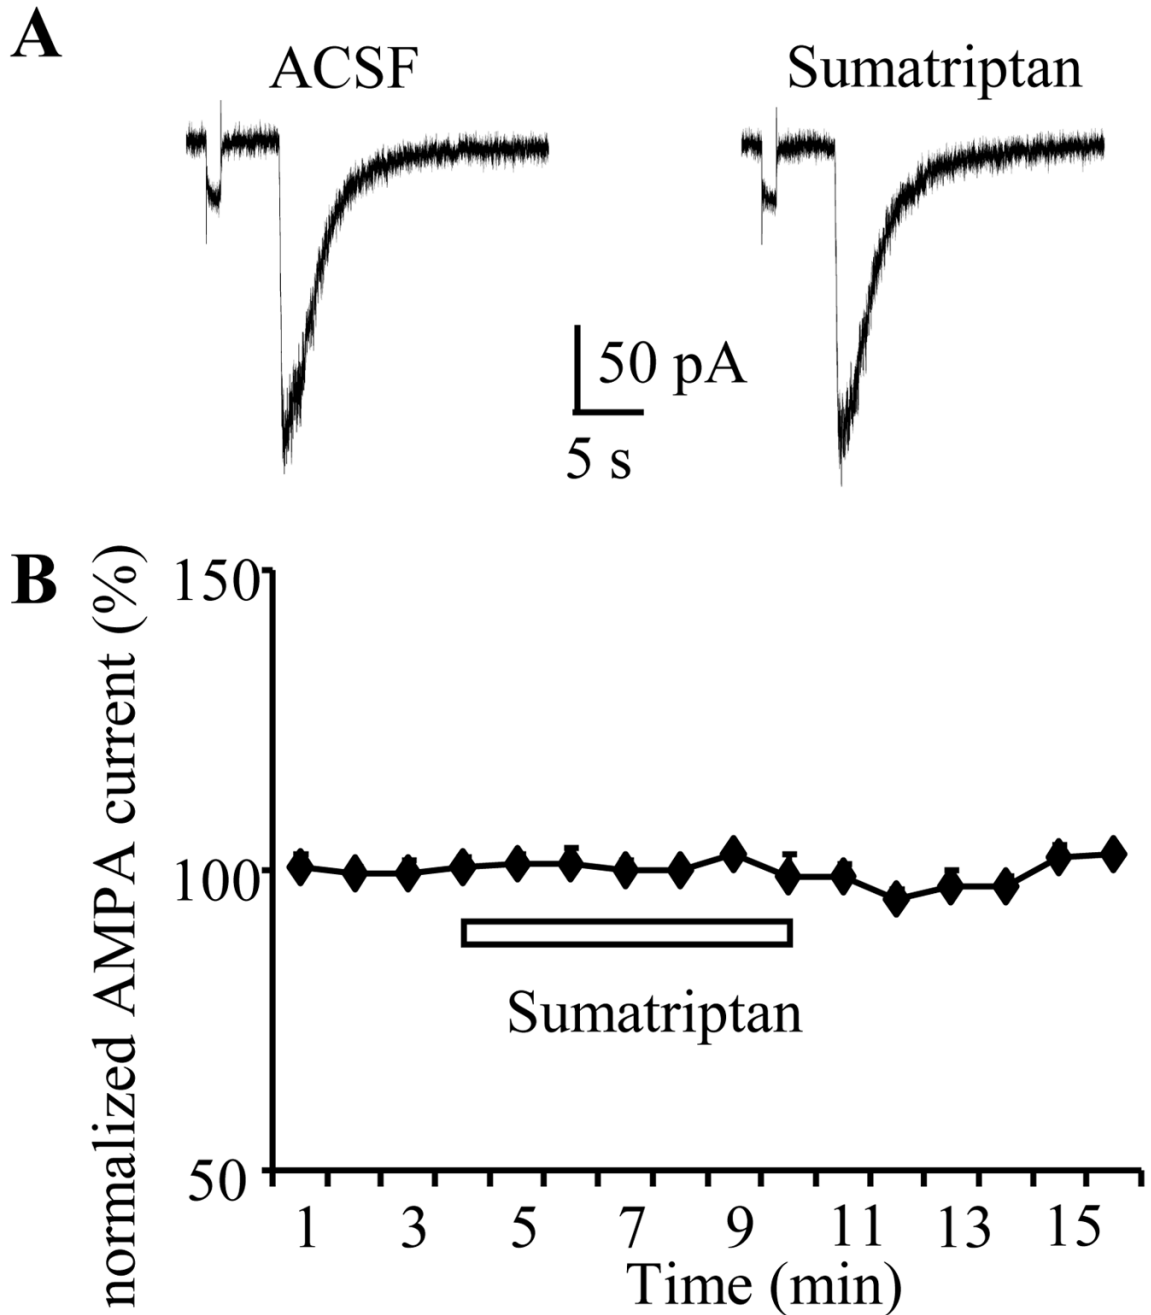 A
ACSF
Sumatriptan
50 pA
5 s
B
normalized AMPA current (%)
150
100
50
Sumatriptan
1 3 5 7 9 11 13 15
Time (min)